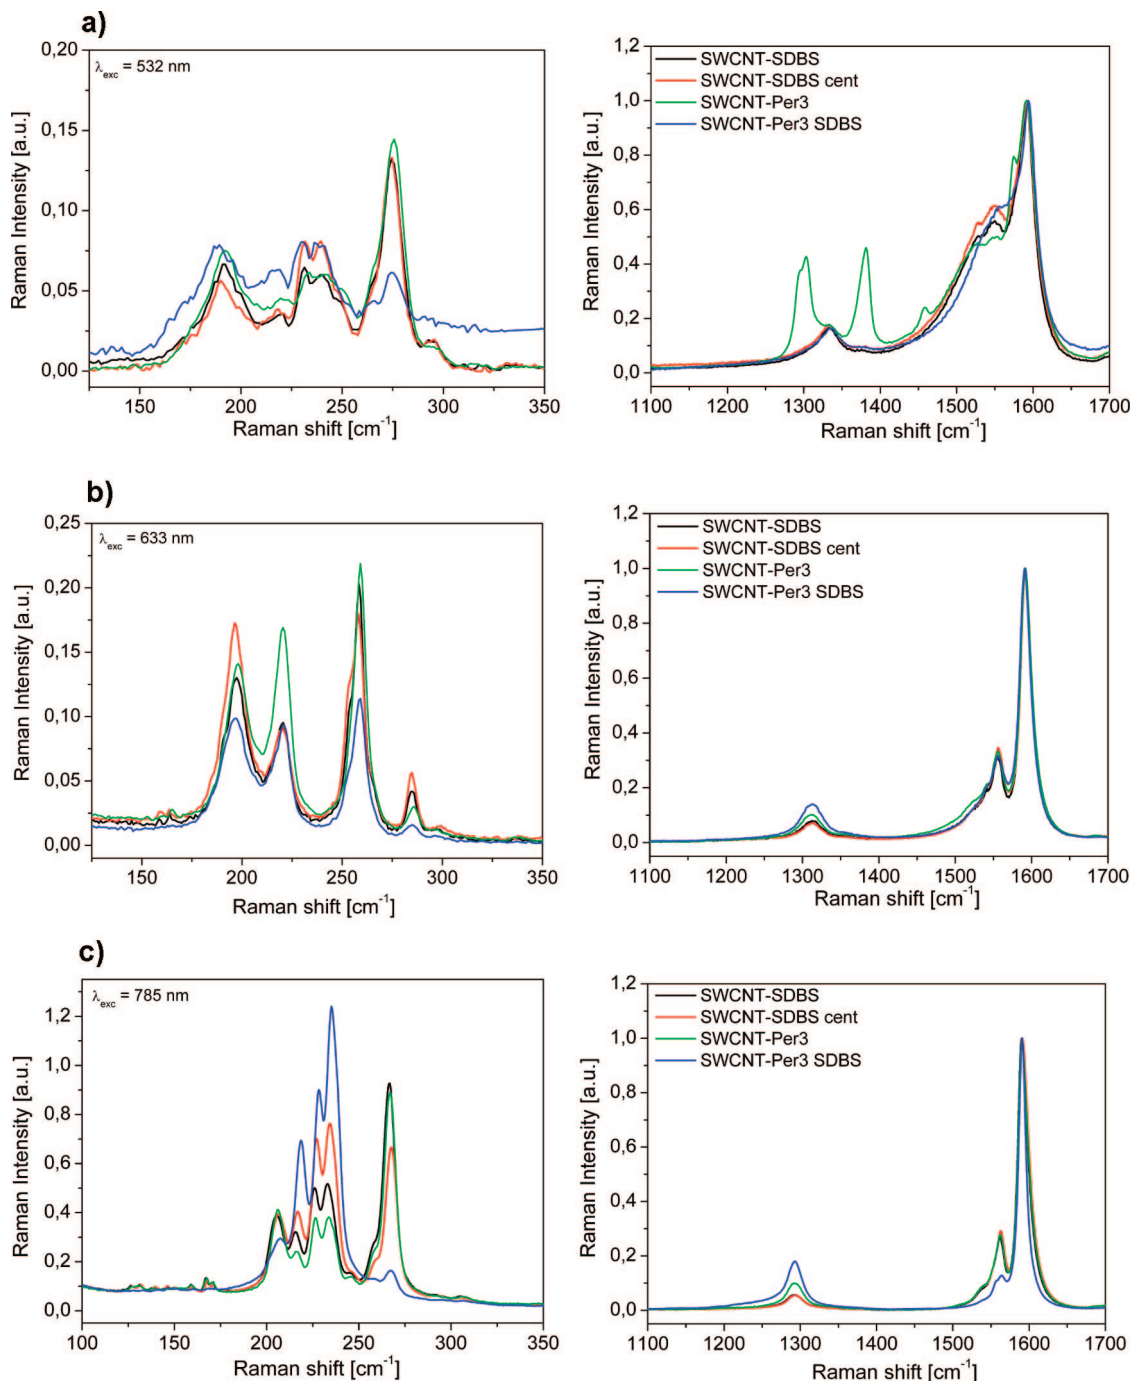 a)
0,20
0,15
0,10
0,05
0,00
Raman Intensity [a.u.]
λexc = 532 nm
150 200 250 300 350
Raman shift [cm⁻¹]
1,2
1,0
0,8
0,6
0,4
0,2
0,0
Raman Intensity [a.u.]
SWCNT-SDBS
SWCNT-SDBS cent
SWCNT-Per3
SWCNT-Per3 SDBS
1100 1200 1300 1400 1500 1600 1700
Raman shift [cm⁻¹]
b)
0,25
0,20
0,15
0,10
0,05
0,00
Raman Intensity [a.u.]
λexc = 633 nm
150 200 250 300 350
Raman shift [cm⁻¹]
1,2
1,0
0,8
0,6
0,4
0,2
0,0
Raman Intensity [a.u.]
SWCNT-SDBS
SWCNT-SDBS cent
SWCNT-Per3
SWCNT-Per3 SDBS
1100 1200 1300 1400 1500 1600 1700
Raman shift [cm⁻¹]
c)
1,2
1,0
0,8
0,6
0,4
0,2
0,0
Raman Intensity [a.u.]
λexc = 785 nm
100 150 200 250 300 350
Raman shift [cm⁻¹]
1,2
1,0
0,8
0,6
0,4
0,2
0,0
Raman Intensity [a.u.]
SWCNT-SDBS
SWCNT-SDBS cent
SWCNT-Per3
SWCNT-Per3 SDBS
1100 1200 1300 1400 1500 1600 1700
Raman shift [cm⁻¹]